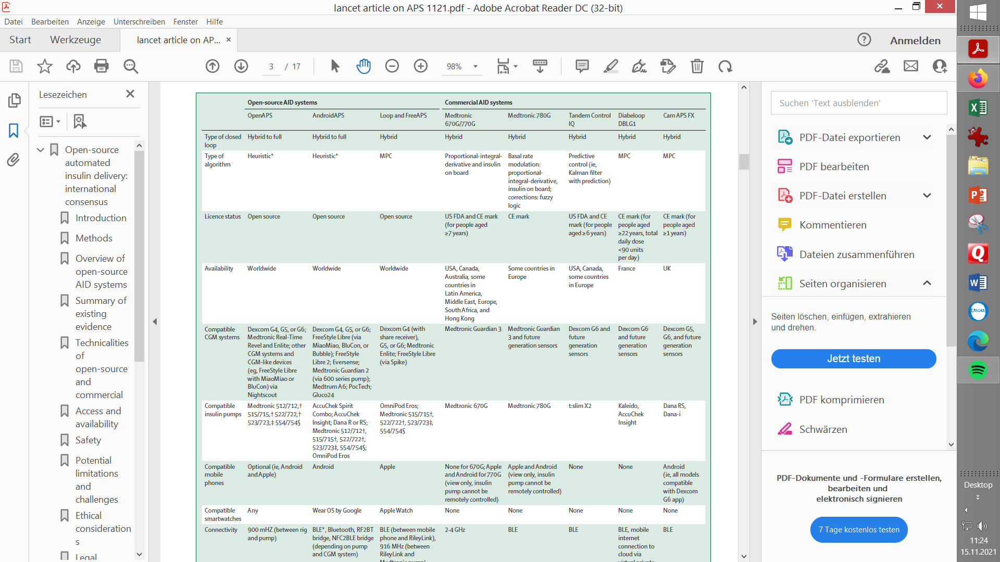 lancet article on APS 1121.pdf - Adobe Acrobat Reader DC (32-bit)
Datei Bearbeiten Anzeige Unterschreiben Fenster Hilfe
Start Werkzeuge lancet article on AP... × Anmelden
3 / 17 98%
Lesezeichen
Open-source
automated
insulin delivery:
international
consensus
Introduction
Methods
Overview of
open-source
AID systems
Summary of
existing
evidence
Technicalities
of
open-source
and
commercial
Access and
availability
Safety
Potential
limitations
and
challenges
Ethical
consideration
s
Legal
Open-source AID systems Commercial AID systems
OpenAPS AndroidAPS Loop and FreeAPS Medtronic 670G/770G Medtronic 780G Tandem Control IQ Diabeloop DBLG1 Cam APS FX
Type of closed loop
Hybrid to full
Hybrid to full
Hybrid
Hybrid
Hybrid
Hybrid
Hybrid
Hybrid
Type of
algorithm
Heuristic*
Heuristic*
MPC
Proportional-integral-
derivative and insulin
on board
Basal rate
modulation:
proportional-
integral-derivative,
insulin on board;
corrections: fuzzy
logic
Predictive
control (ie,
Kalman filter
with prediction)
MPC
MPC
Licence status
Open source
Open source
Open source
US FDA and CE mark
(for people aged
≥7 years)
CE mark
US FDA and CE
mark (for people
aged ≥6 years)
CE mark (for
people aged
≥22 years, total
daily dose
<90 units
per day)
CE mark (for
people aged
≥1 years)
Availability
Worldwide
Worldwide
Worldwide
USA, Canada,
Australia, some
countries in
Latin America,
Middle East, Europe,
South Africa, and
Hong Kong
Some countries in
Europe
USA, Canada,
some countries
in Europe
France
UK
Compatible
CGM systems
Dexcom G4, G5, or G6;
Medtronic Real-Time
Revel and Enlite; other
CGM systems and
CGM-like devices
(eg, FreeStyle Libre
with MiaoMiao or
BluCon) via
Nightscout
Dexcom G4, G5, or G6;
FreeStyle Libre (via
MiaoMiao, BluCon, or
Bubble); FreeStyle
Libre 2; Eversense;
Medtronic Guardian 2
(via 600 series pump);
Medtrum A6; PocTech;
Gluco24
Dexcom G4 (with
share receiver),
G5, or G6; Medtronic
Enlite; FreeStyle Libre
(via Spike)
Medtronic Guardian 3
Medtronic Guardian
3 and future
generation sensors
Dexcom G6 and
future
generation
sensors
Dexcom G6
and future
generation
sensors
Dexcom G5,
G6, and future
generation
sensors
Compatible
insulin pumps
Medtronic 512/712,†
515/715,† 522/722,†
523/723,‡ 554/754§
AccuChek Spirit
Combo; AccuChek
Insight; Dana R or RS;
Medtronic 512/712†,
515/715†, 522/722†,
523/723‡, 554/754§;
OmniPod Eros
OmniPod Eros;
Medtronic 515/715†,
522/722†, 523/723‡,
554/754§
Medtronic 670G
Medtronic 780G
t:slim X2
Kaleido,
AccuChek
Insight
Dana RS,
Dana-i
Compatible
mobile
phones
Optional (ie, Android
and Apple)
Android
Apple
None for 670G; Apple
and Android for 770G
(view only, insulin
pump cannot be
remotely controlled)
Apple and Android
(view only, insulin
pump cannot be
remotely controlled)
None
None
Android
(ie, all models
compatible
with Dexcom
G6 app)
Compatible
smartwatches
Any
Wear OS by Google
Apple Watch
None
None
None
None
None
Connectivity
900 mHZ (between rig
and pump)
BLE*, Bluetooth, RF2BT
bridge, NFC2BLE bridge
(depending on pump
and CGM system)
BLE (between mobile
phone and RileyLink),
916 MHz (between
RileyLink and
Medtronic pump)
2·4 GHz
BLE
BLE
BLE, mobile
internet
connection to
cloud via
virtual private
BLE
Suchen 'Text ausblenden'
PDF-Datei exportieren
PDF bearbeiten
PDF-Datei erstellen
Kommentieren
Dateien zusammenführen
Seiten organisieren
Seiten löschen, einfügen, extrahieren
und drehen.
Jetzt testen
PDF komprimieren
Schwärzen
PDF-Dokumente und -Formulare erstellen,
bearbeiten und
elektronisch signieren
7 Tage kostenlos testen
USCAR
Desktop
11:24
15.11.2021